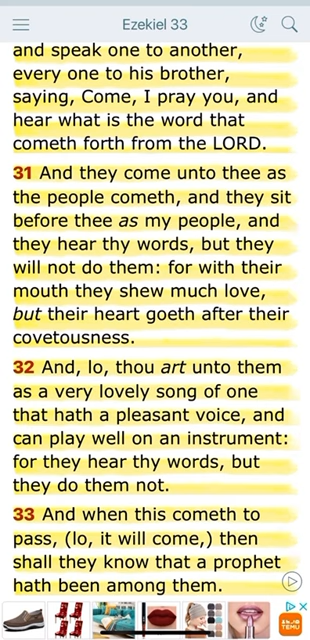 Ezekiel 33
and speak one to another,
every one to his brother,
saying, Come, I pray you, and
hear what is the word that
cometh forth from the LORD.
31 And they come unto thee as
the people cometh, and they sit
before thee as my people, and
they hear thy words, but they
will not do them: for with their
mouth they shew much love,
but their heart goeth after their
covetousness.
32 And, lo, thou art unto them
as a very lovely song of one
that hath a pleasant voice, and
can play well on an instrument:
for they hear thy words, but
they do them not.
33 And when this cometh to
pass, (lo, it will come,) then
shall they know that a prophet
hath been among them.
TEMU